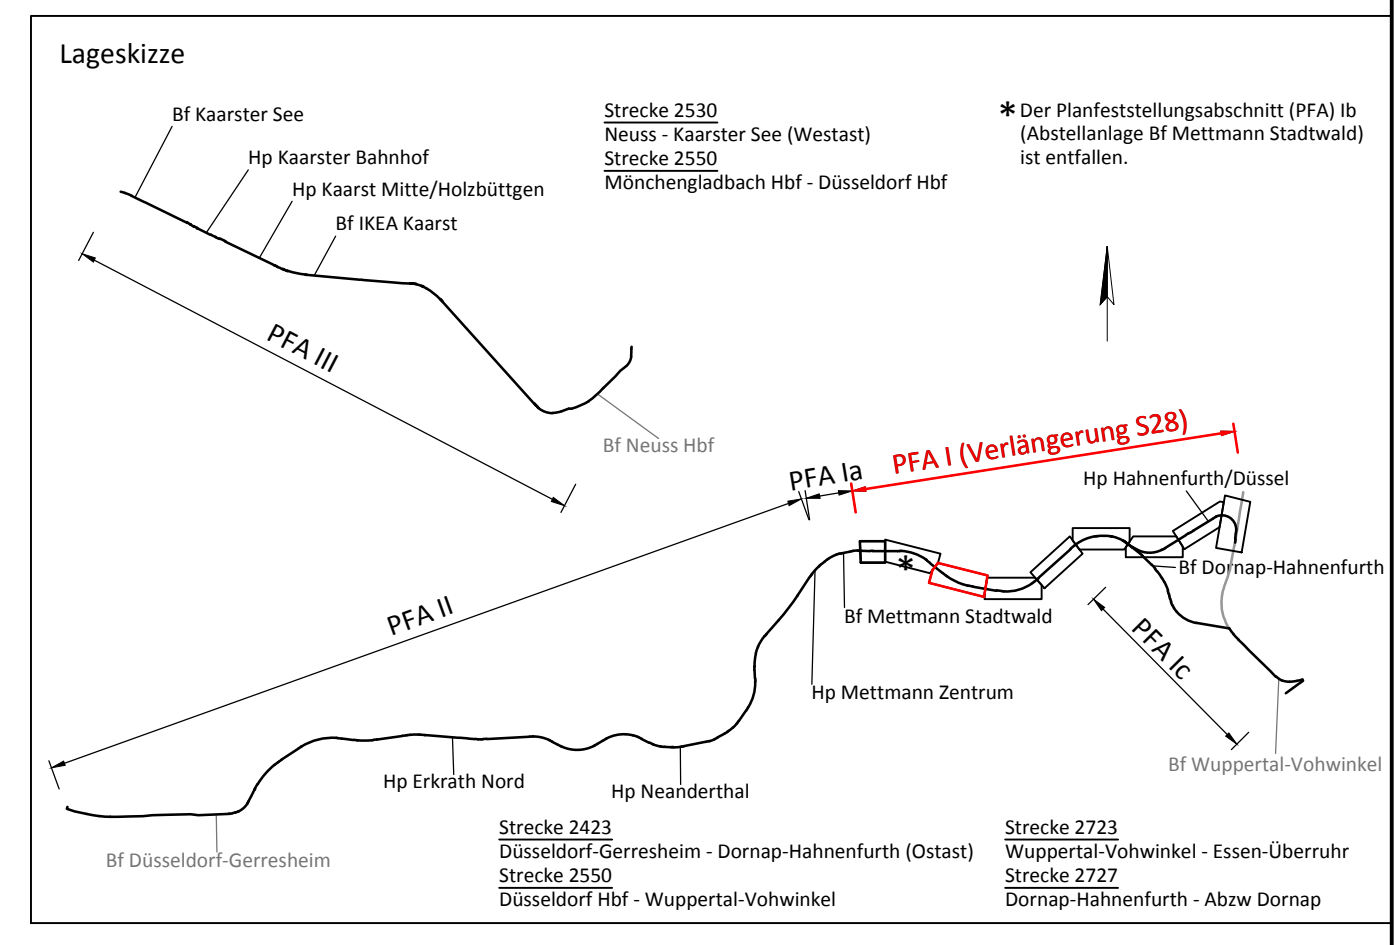 Lageskizze
Bf Kaarster See
Hp Kaarster Bahnhof
Hp Kaarst Mitte/Holzbüttgen
Bf IKEA Kaarst
Strecke 2530
Neuss - Kaarster See (Westast)
Strecke 2550
Mönchengladbach Hbf - Düsseldorf Hbf
* Der Planfeststellungsabschnitt (PFA) Ib
(Abstellanlage Bf Mettmann Stadtwald)
ist entfallen.
PFA III
Bf Neuss Hbf
PFA Ia
PFA I (Verlängerung S28)
Hp Hahnenfurth/Düssel
*
Bf Dornap-Hahnenfurth
PFA II
Bf Mettmann Stadtwald
PFA Ic
Hp Mettmann Zentrum
Bf Wuppertal-Vohwinkel
Hp Erkrath Nord
Hp Neanderthal
Bf Düsseldorf-Gerresheim
Strecke 2423
Düsseldorf-Gerresheim - Dornap-Hahnenfurth (Ostast)
Strecke 2550
Düsseldorf Hbf - Wuppertal-Vohwinkel
Strecke 2723
Wuppertal-Vohwinkel - Essen-Überruhr
Strecke 2727
Dornap-Hahnenfurth - Abzw Dornap